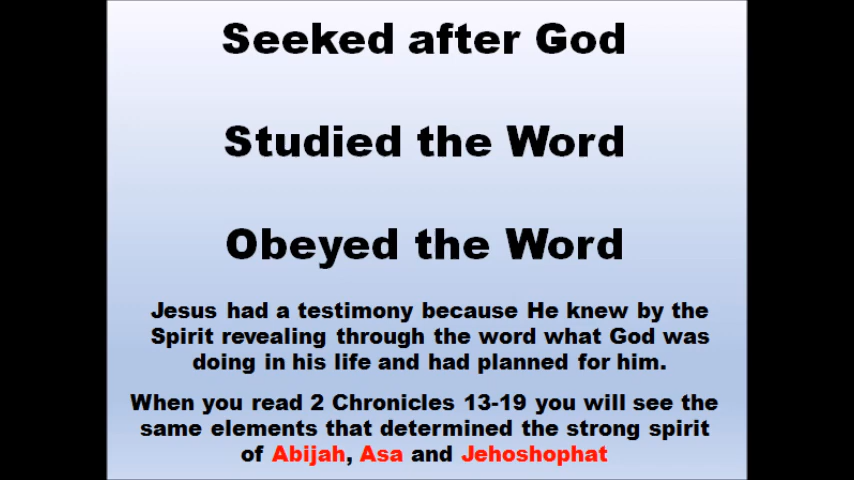 Seeked after God
Studied the Word
Obeyed the Word
Jesus had a testimony because He knew by the
Spirit revealing through the word what God was
doing in his life and had planned for him.
When you read 2 Chronicles 13-19 you will see the
same elements that determined the strong spirit
of Abijah, Asa and Jehoshophat